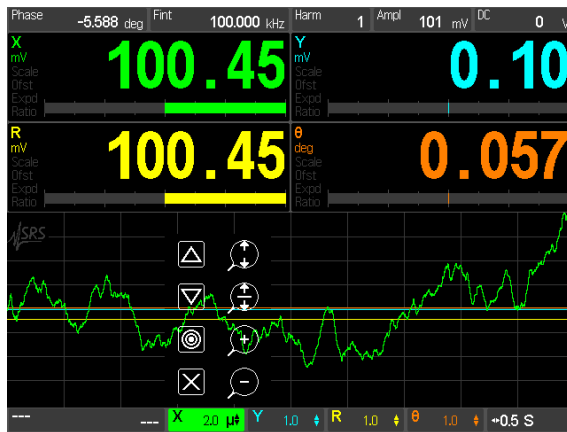 Phase -5.588 deg Fint 100.000 kHz Harm 1 Ampl 101 mV DC 0 V
X
mV
Scale
Ofst
Expd
Ratio
100.45
Y
mV
Scale
Ofst
Expd
Ratio
0.10
R
mV
Scale
Ofst
Expd
Ratio
100.45
θ
deg
Scale
Ofst
Expd
Ratio
0.057
SRS
--- --- X 2.0 µ Y 1.0 R 1.0 θ 1.0 0.5 S